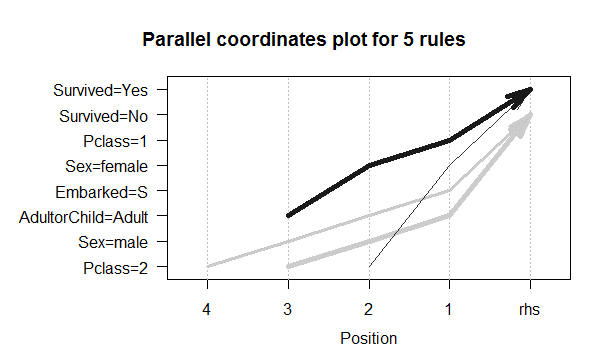 Parallel coordinates plot for 5 rules
Survived=Yes
Survived=No
Pclass=1
Sex=female
Embarked=S
AdultorChild=Adult
Sex=male
Pclass=2
4 3 2 1 rhs
Position